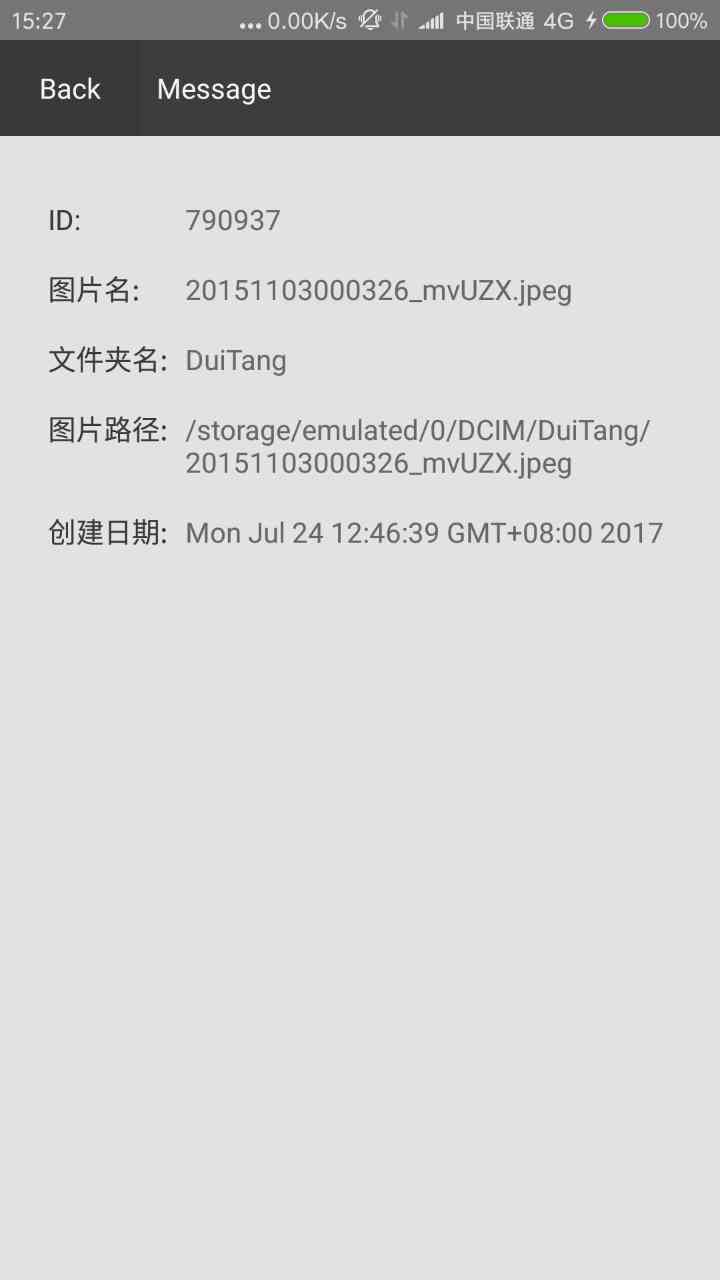 15:27 ... 0.00K/s 中国联通 4G 100%
Back Message
ID: 790937
图片名: 20151103000326_mvUZX.jpeg
文件夹名: DuiTang
图片路径: /storage/emulated/0/DCIM/DuiTang/
20151103000326_mvUZX.jpeg
创建日期: Mon Jul 24 12:46:39 GMT+08:00 2017